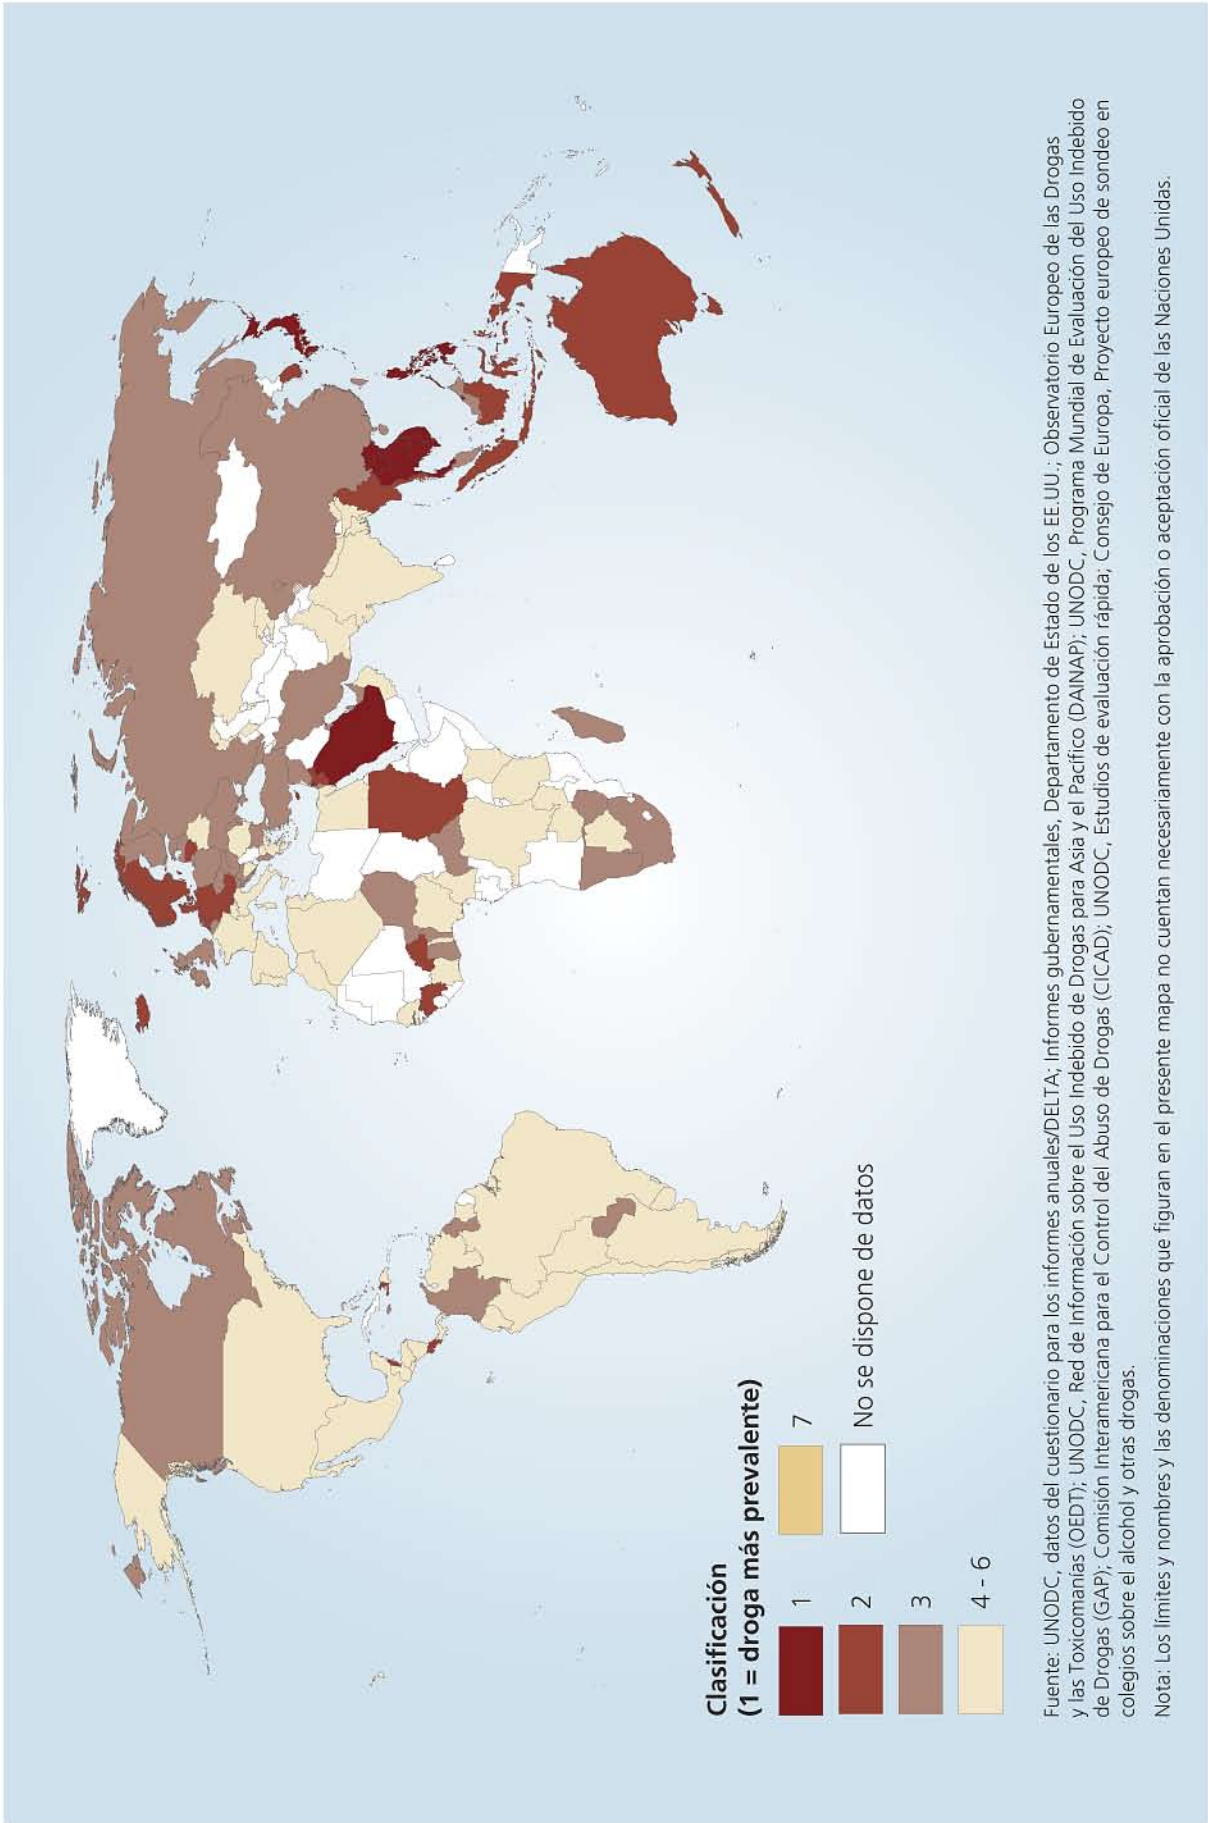 Clasificación
(1 = droga más prevalente)
1
2
3
4 - 6
7
No se dispone de datos
Fuente: UNODC, datos del cuestionario para los informes anuales/DELTA; Informes gubernamentales, Departamento de Estado de los EE.UU.; Observatorio Europeo de las Drogas
y las Toxicomanías (OEDT); UNODC, Red de Información sobre el Uso Indebido de Drogas para Asia y el Pacífico (DAINAP); UNODC, Programa Mundial de Evaluación del Uso Indebido
de Drogas (GAP); Comisión Interamericana para el Control del Abuso de Drogas (CICAD); UNODC, Estudios de evaluación rápida; Consejo de Europa, Proyecto europeo de sondeo en
colegios sobre el alcohol y otras drogas.
Nota: Los límites y nombres y las denominaciones que figuran en el presente mapa no cuentan necesariamente con la aprobación o aceptación oficial de las Naciones Unidas.